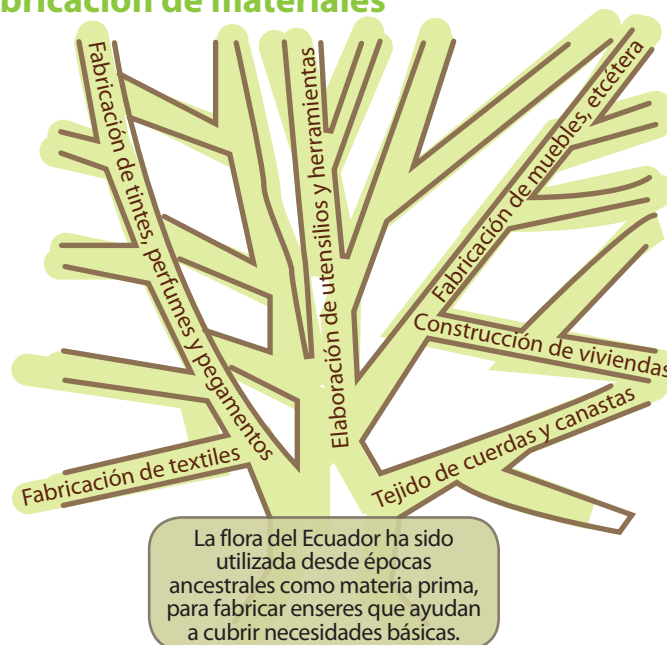 bricación de materiales
Fabricación de tintes, perfumes y pegamentos
Elaboración de utensilios y herramientas
Fabricación de muebles, etcétera
Construcción de viviendas
Fabricación de textiles
Tejido de cuerdas y canastas
La flora del Ecuador ha sido
utilizada desde épocas
ancestrales como materia prima,
para fabricar enseres que ayudan
a cubrir necesidades básicas.